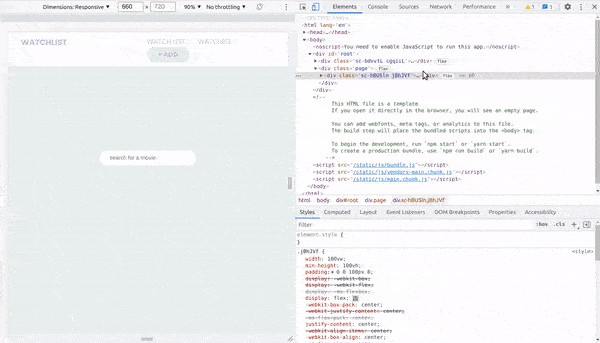 Dimensions: Responsive 660 × 720 90% No throttling
Elements Console Sources Network Performance 1 1
WATCHLIST
WATCHLIST WATCHED
+ ADD
search for a movie
<html lang="en">
<head>…</head>
<body>
<noscript>You need to enable JavaScript to run this app.</noscript>
<div id="root">
…</div> flex
<div class="page"> flex
<div class="sc-hBUSln jBhJVf">…</div> flex == $0
</div>
</div>
<!--
This HTML file is a template.
If you open it directly in the browser, you will see an empty page.
You can add webfonts, meta tags, or analytics to this file.
The build step will place the bundled scripts into the <body> tag.
To begin the development, run `npm start` or `yarn start`.
To create a production bundle, use `npm run build` or `yarn build`.
-->
<script src="/static/js/bundle.js"></script>
<script src="/static/js/vendors~main.chunk.js"></script>
<script src="/static/js/main.chunk.js"></script>
</body>
</html>
html body div#root div.page div.sc-hBUSln.jBhJVf
Styles Computed Layout Event Listeners DOM Breakpoints Properties Accessibility
Filter :hov .cls +
element.style {
}
.jBhJVf { <style>
width: 100vw;
min-height: 100vh;
padding: 0 0 100px 0;
display: -webkit-box;
display: -webkit-flex;
display: -ms-flexbox;
display: flex;
-webkit-box-pack: center;
-webkit-justify-content: center;
-ms-flex-pack: center;
justify-content: center;
-webkit-align-items: center;
-webkit-box-align: center;